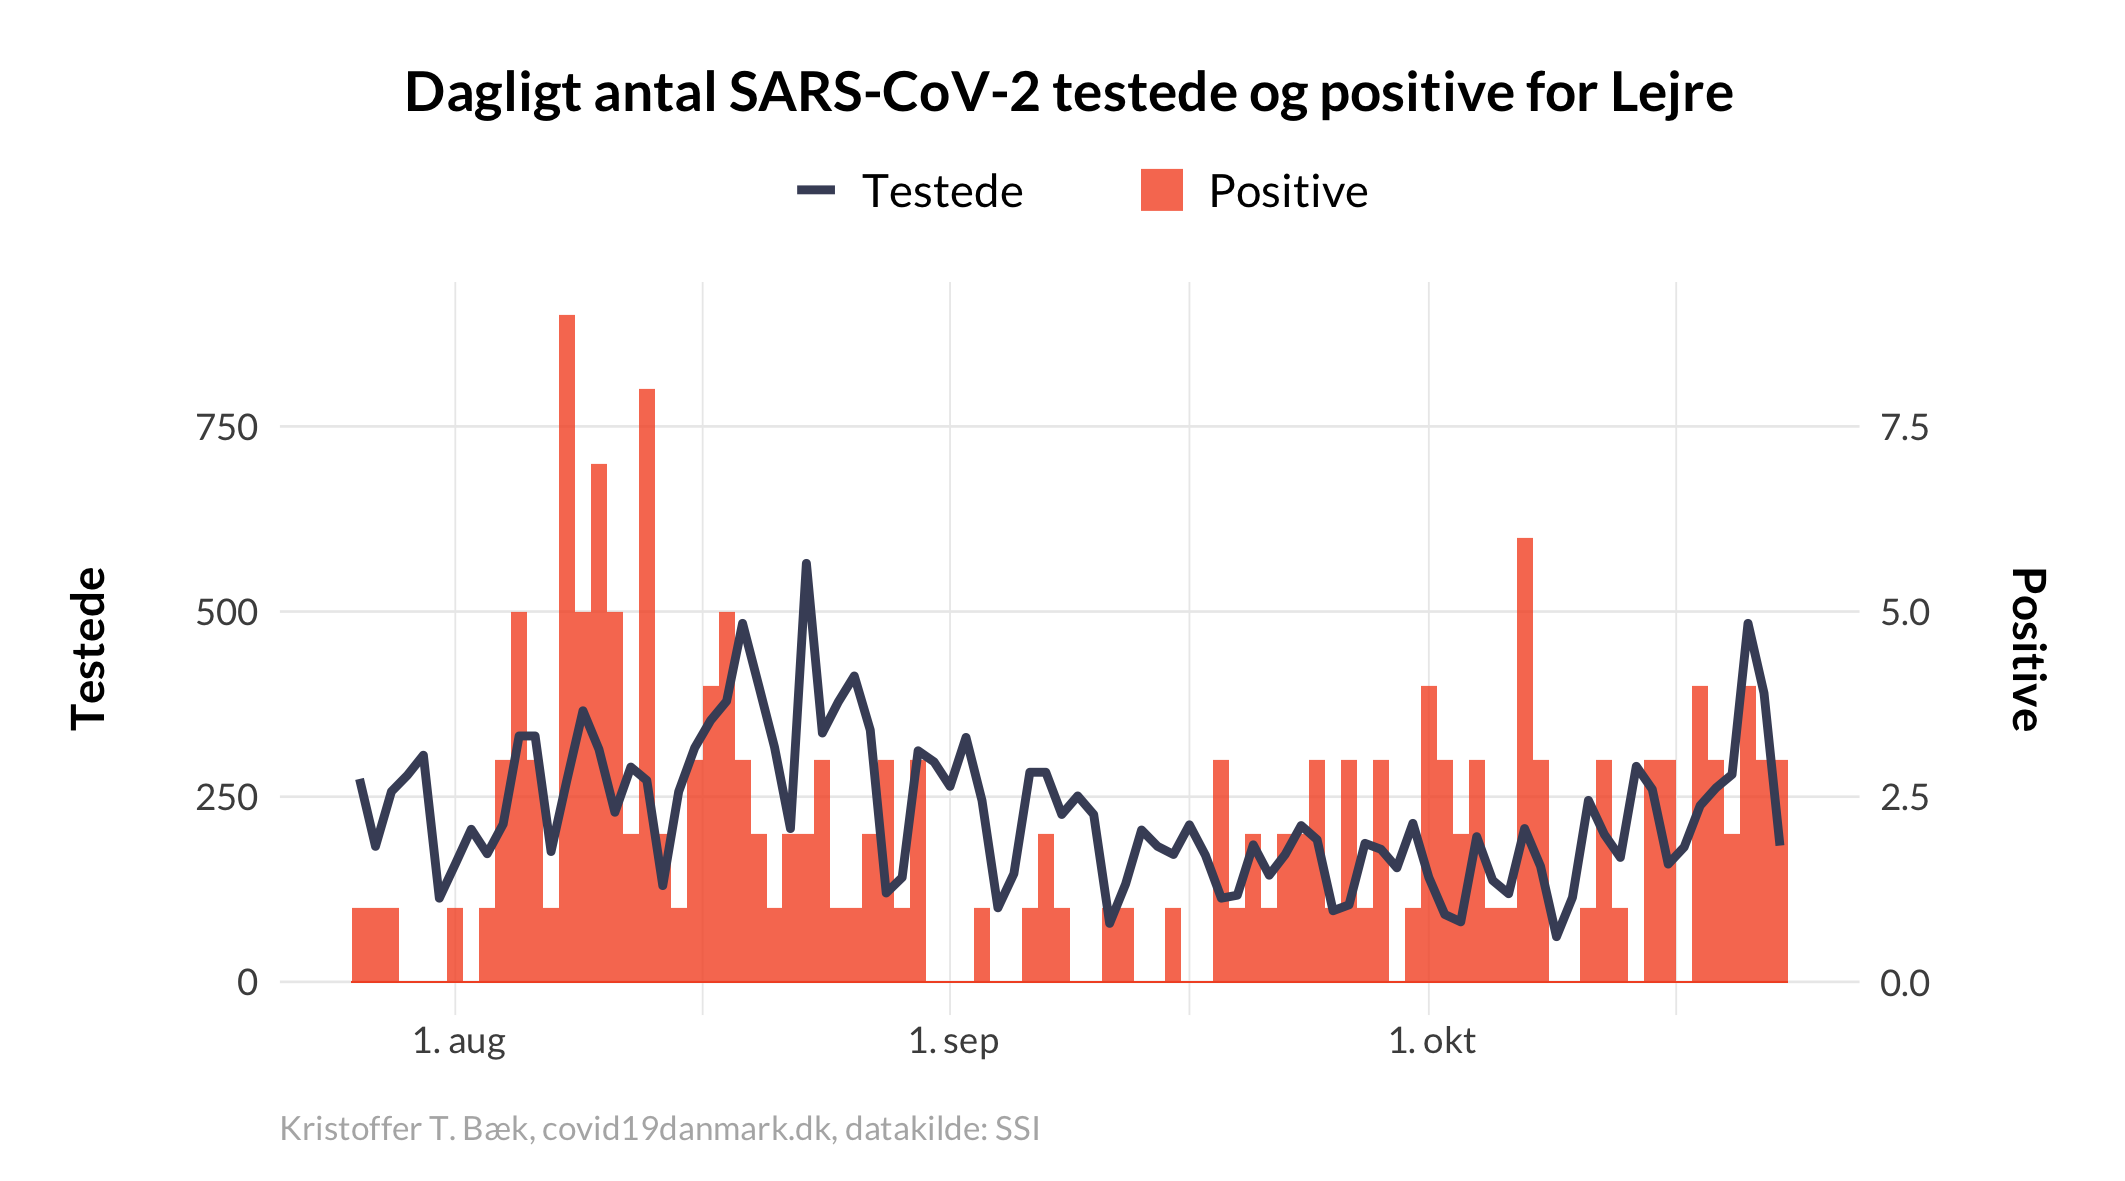 Dagligt antal SARS-CoV-2 testede og positive for Lejre
Testede
Positive
750
500
250
0
7.5
5.0
2.5
0.0
Testede
Positive
1. aug
1. sep
1. okt
Kristoffer T. Bæk, covid19danmark.dk, datakilde: SSI